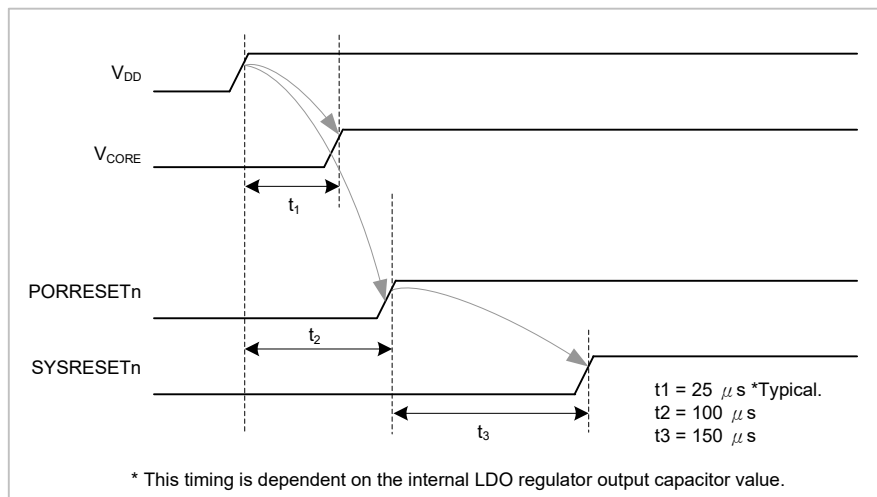 VDD
VCORE
t1
PORRESETn
t2
SYSRESETn
t3
t1 = 25 μs *Typical.
t2 = 100 μs
t3 = 150 μs
* This timing is dependent on the internal LDO regulator output capacitor value.